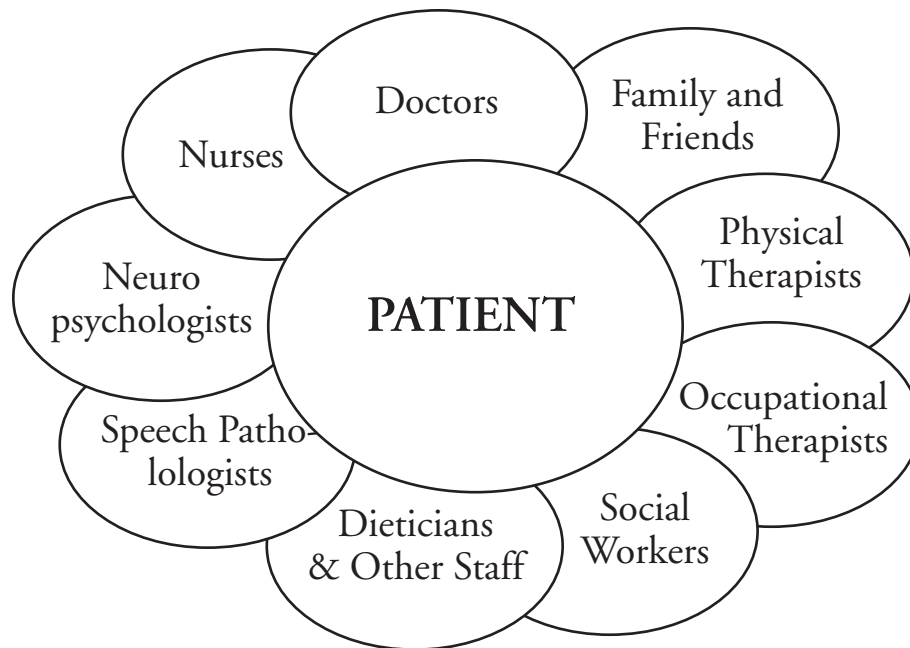 Doctors
Family and
Friends
Nurses
Physical
Therapists
Neuro
psychologists
PATIENT
Occupational
Therapists
Speech Patho-
lologists
Social
Workers
Dieticians
& Other Staff